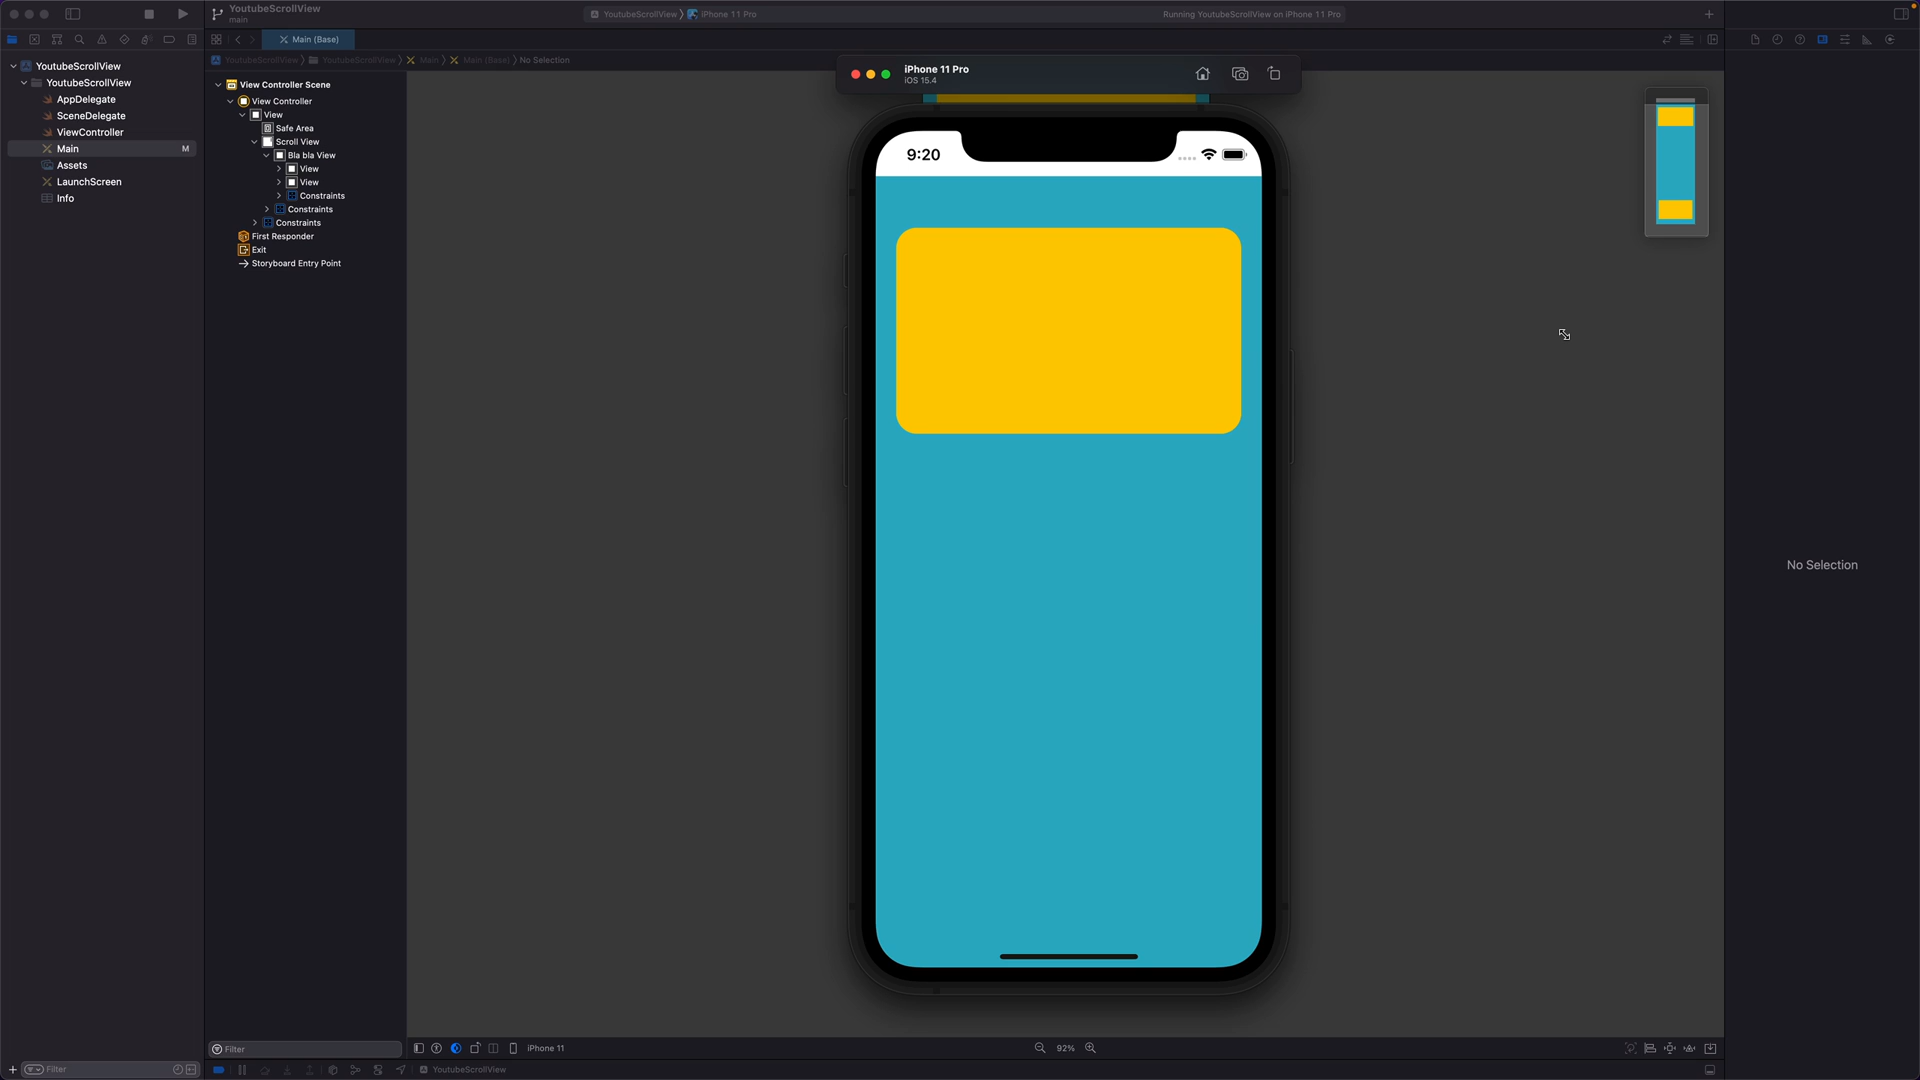 YoutubeScrollView
main
YoutubeScrollView
iPhone 11 Pro
Running YoutubeScrollView on iPhone 11 Pro
Main (Base)
YoutubeScrollView
YoutubeScrollView
Main
Main (Base)
No Selection
YoutubeScrollView
YoutubeScrollView
AppDelegate
SceneDelegate
ViewController
Main M
Assets
LaunchScreen
Info
View Controller Scene
View Controller
View
Safe Area
Scroll View
Bla bla View
View
View
Constraints
Constraints
Constraints
First Responder
Exit
Storyboard Entry Point
iPhone 11 Pro
iOS 15.4
9:20
No Selection
Filter
iPhone 11
92%
Filter
YoutubeScrollView